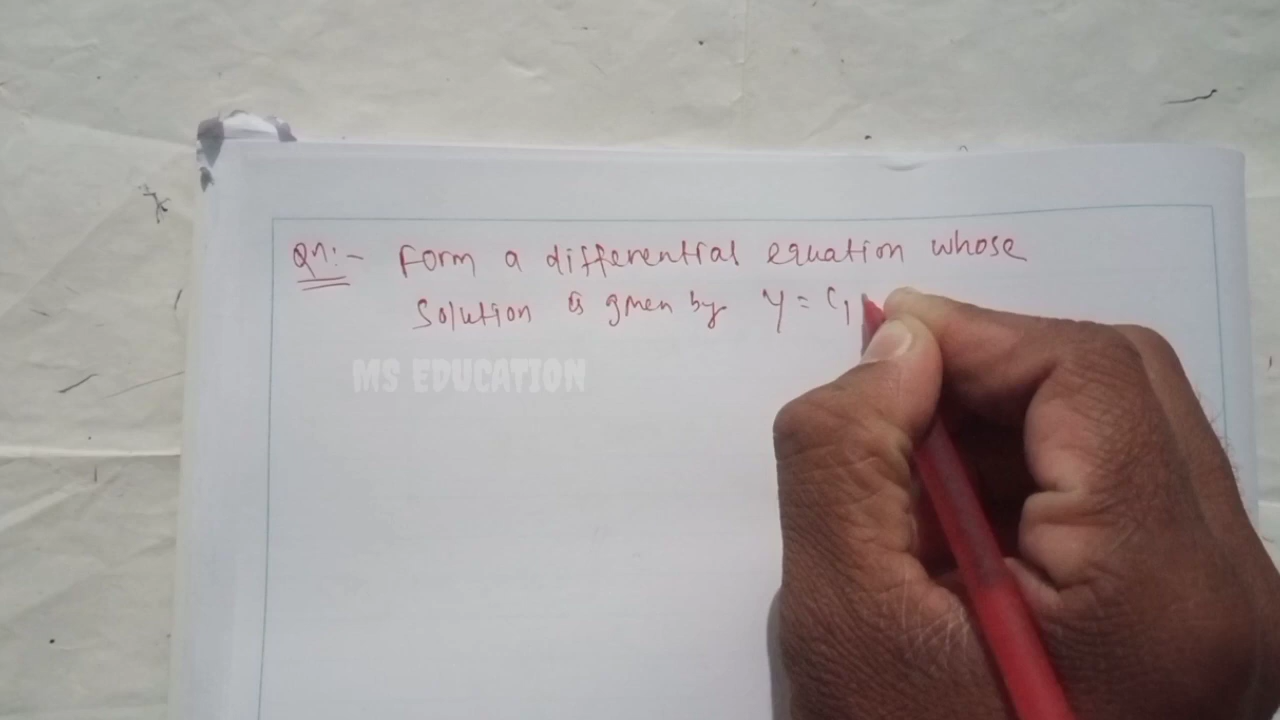 Qn:- Form a differential equation whose
Solution is given by y = C₁
MS EDUCATION